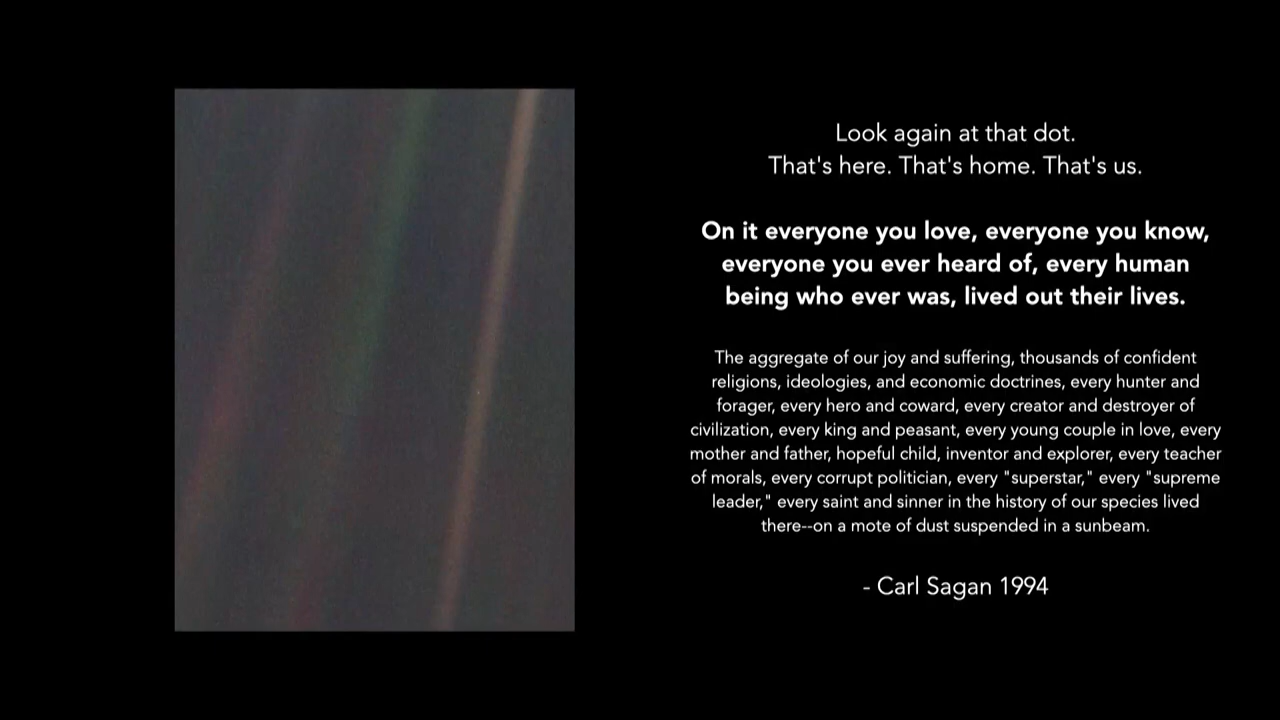 Look again at that dot.
That's here. That's home. That's us.
On it everyone you love, everyone you know,
everyone you ever heard of, every human
being who ever was, lived out their lives.
The aggregate of our joy and suffering, thousands of confident
religions, ideologies, and economic doctrines, every hunter and
forager, every hero and coward, every creator and destroyer of
civilization, every king and peasant, every young couple in love, every
mother and father, hopeful child, inventor and explorer, every teacher
of morals, every corrupt politician, every "superstar," every "supreme
leader," every saint and sinner in the history of our species lived
there--on a mote of dust suspended in a sunbeam.
- Carl Sagan 1994